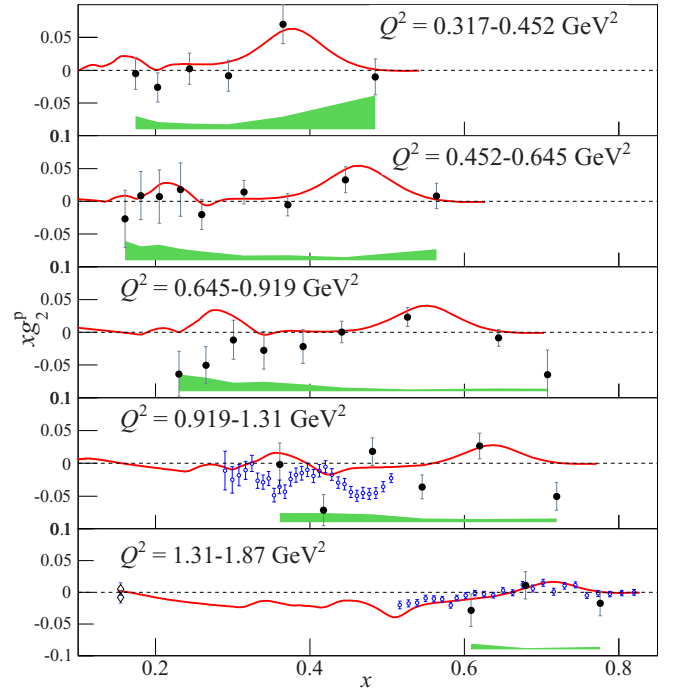 0.05
Q² = 0.317-0.452 GeV²
0
-0.05
0.1
0.05
Q² = 0.452-0.645 GeV²
0
-0.05
0.1
Q² = 0.645-0.919 GeV²
0.05
0
-0.05
0.1
Q² = 0.919-1.31 GeV²
0.05
0
-0.05
0.1
Q² = 1.31-1.87 GeV²
0.05
0
-0.05
-0.1
xg₂ᵖ
0.2 0.4 0.6 0.8
x